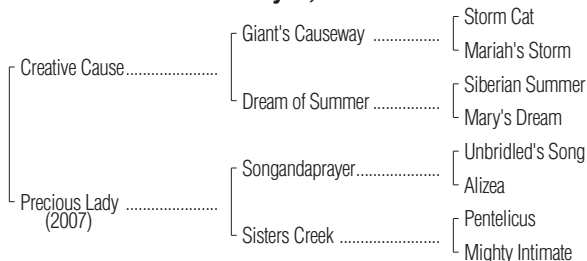 Storm Cat
Giant's Causeway ................
Mariah's Storm
Creative Cause......................
Siberian Summer
Dream of Summer ................
Mary's Dream
Unbridled's Song
Songandaprayer....................
Alizea
Precious Lady ......................
(2007)
Pentelicus
Sisters Creek ........................
Mighty Intimate